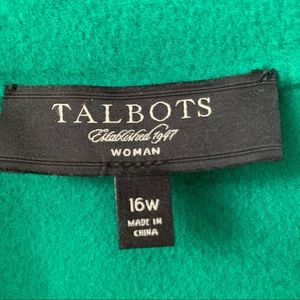 TALBOTS
Established 1947
WOMAN
16W
MADE IN
CHINA